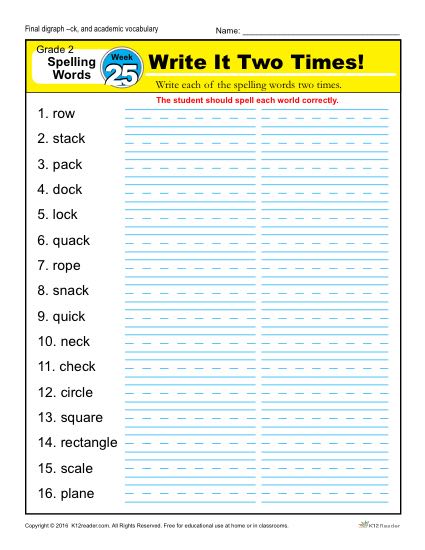 Final digraph –ck, and academic vocabulary
Name:
Grade 2
Spelling
Words
Week
25
Write It Two Times!
Write each of the spelling words two times.
The student should spell each world correctly.
1. row
2. stack
3. pack
4. dock
5. lock
6. quack
7. rope
8. snack
9. quick
10. neck
11. check
12. circle
13. square
14. rectangle
15. scale
16. plane
Copyright © 2016 K12reader.com. All Rights Reserved. Free for educational use at home or in classrooms.
K12Reader